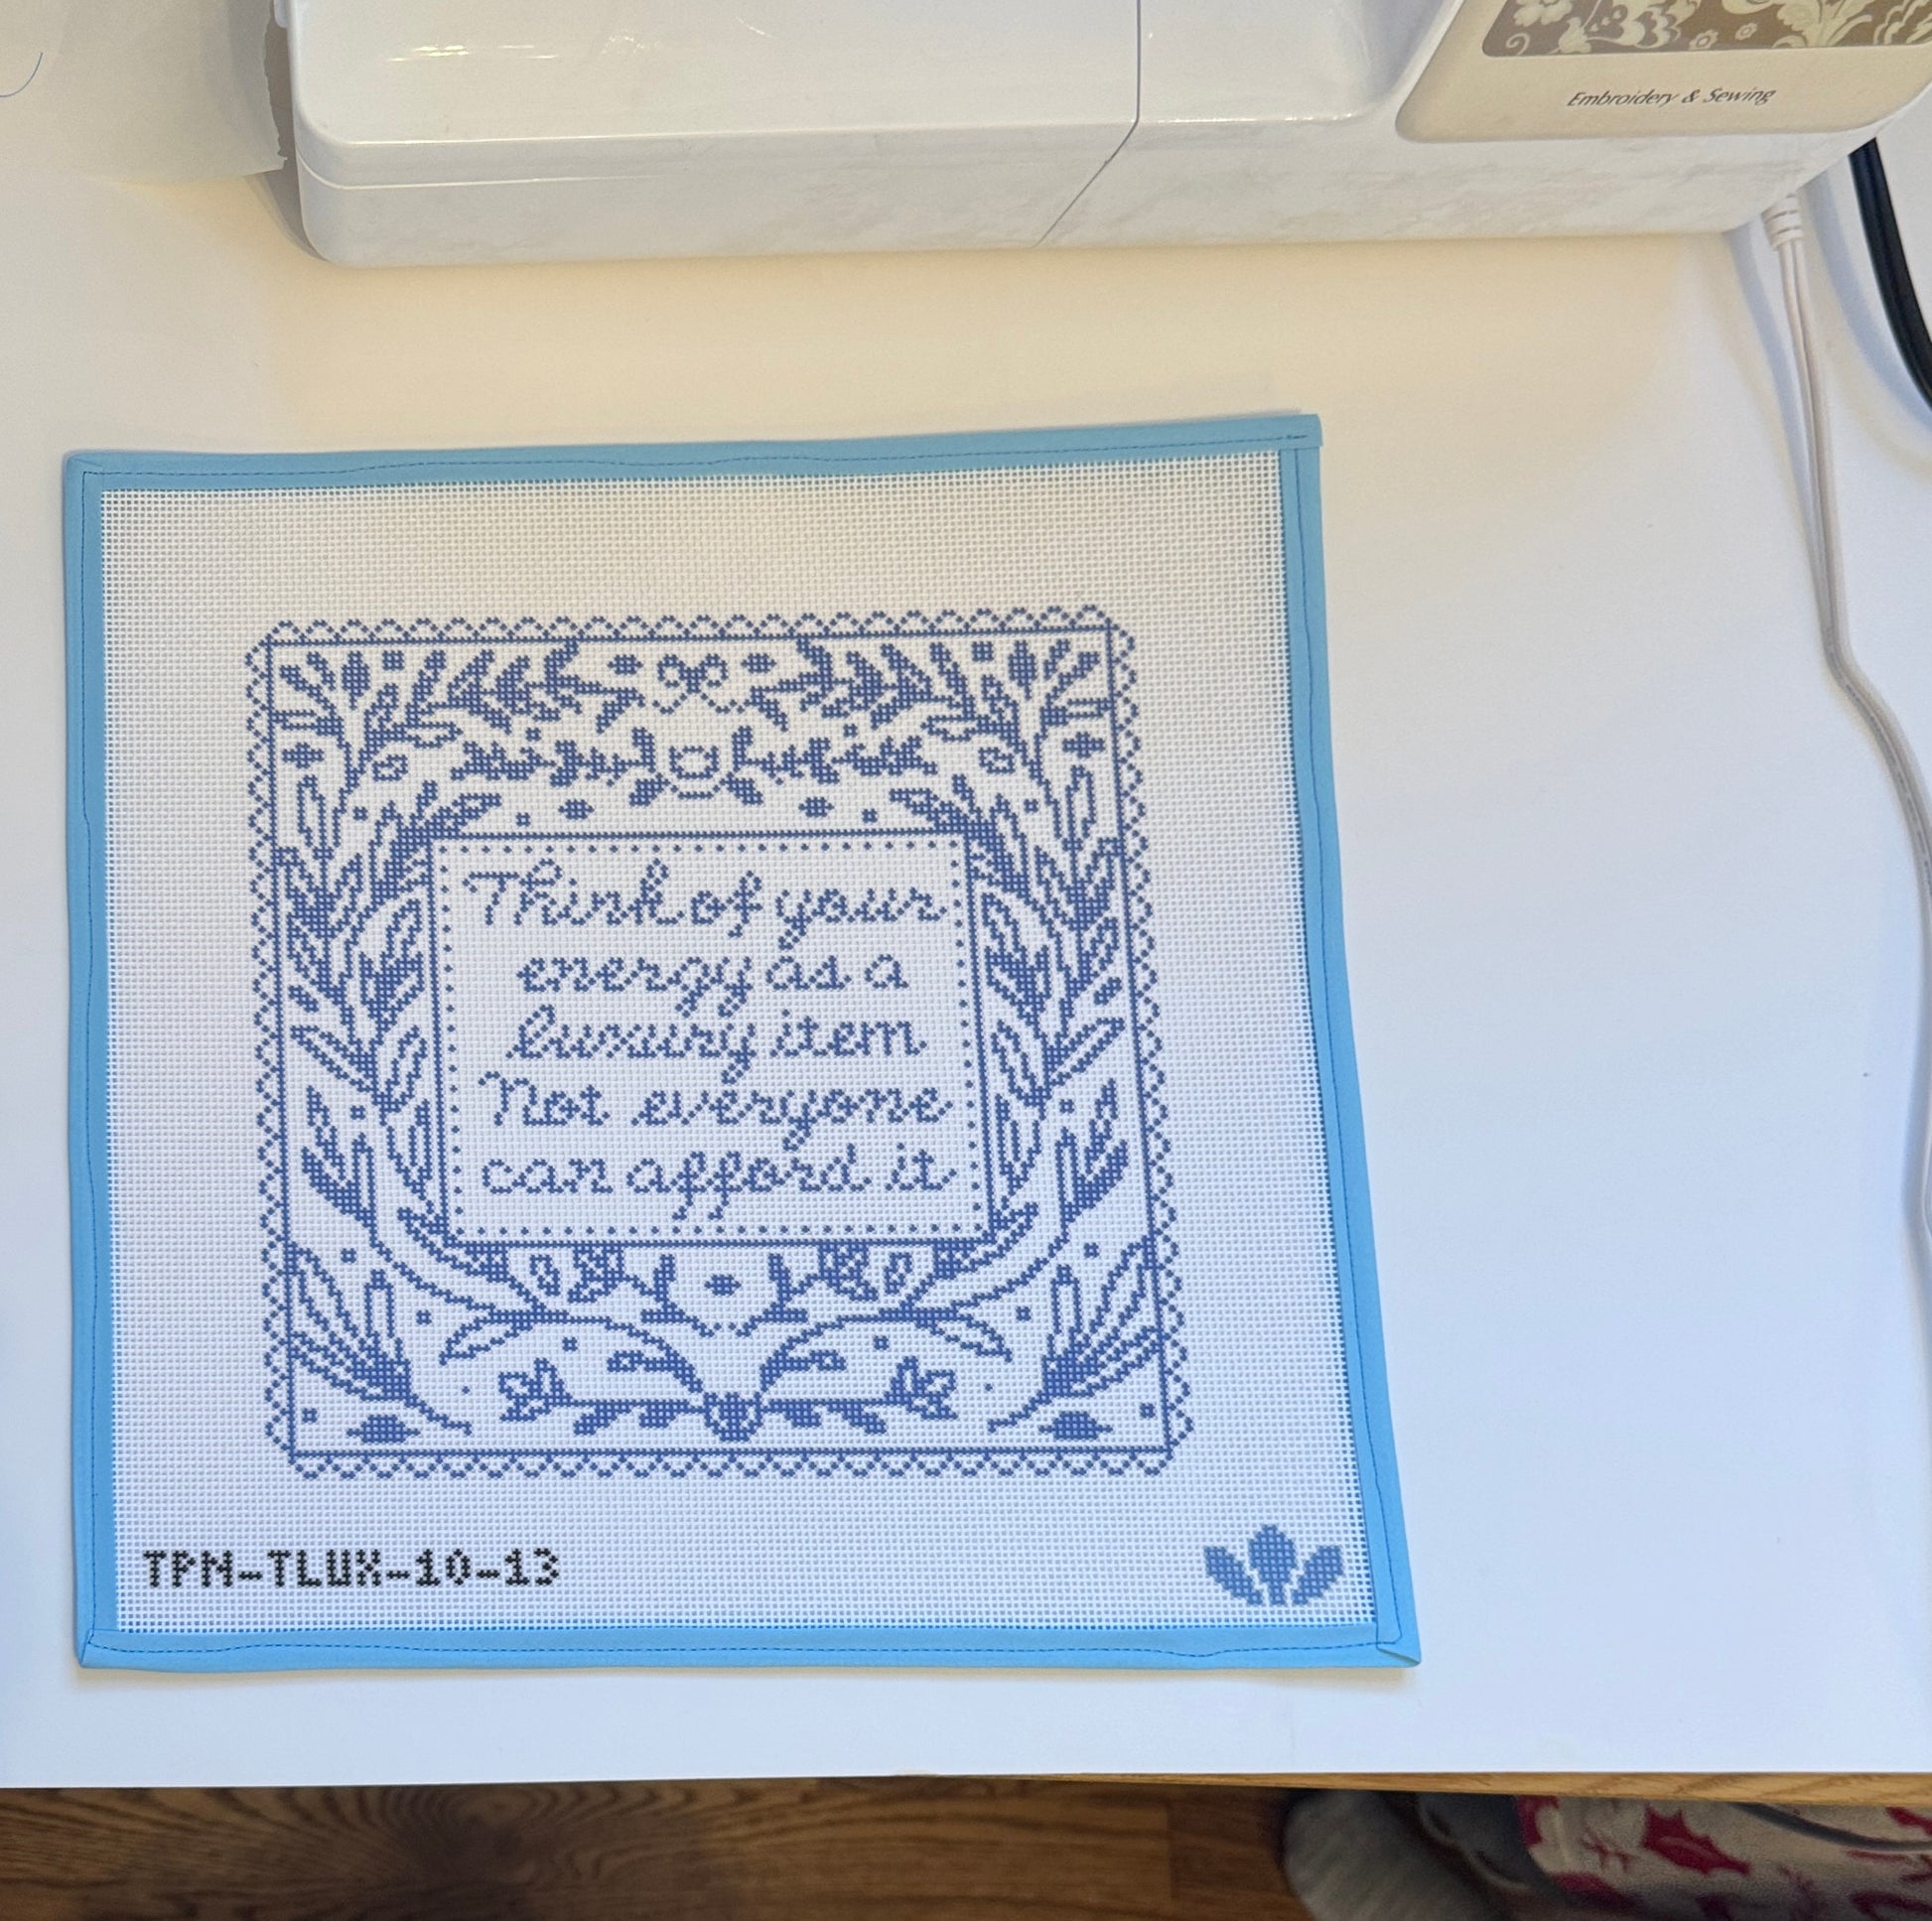 Embroidery & Sewing
Think of your
energy as a
luxury item
Not everyone
can afford it
TPN-TLUX-10-13